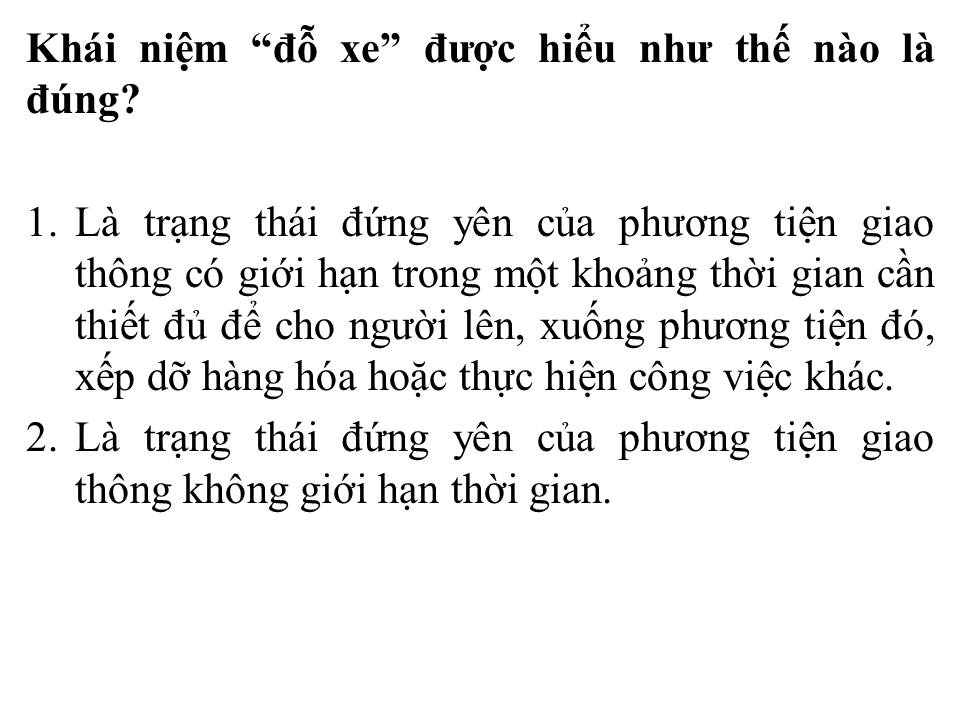 Khái niệm “đỗ xe” được hiểu như thế nào là
đúng?
1. Là trạng thái đứng yên của phương tiện giao
thông có giới hạn trong một khoảng thời gian cần
thiết đủ để cho người lên, xuống phương tiện đó,
xếp dỡ hàng hóa hoặc thực hiện công việc khác.
2. Là trạng thái đứng yên của phương tiện giao
thông không giới hạn thời gian.